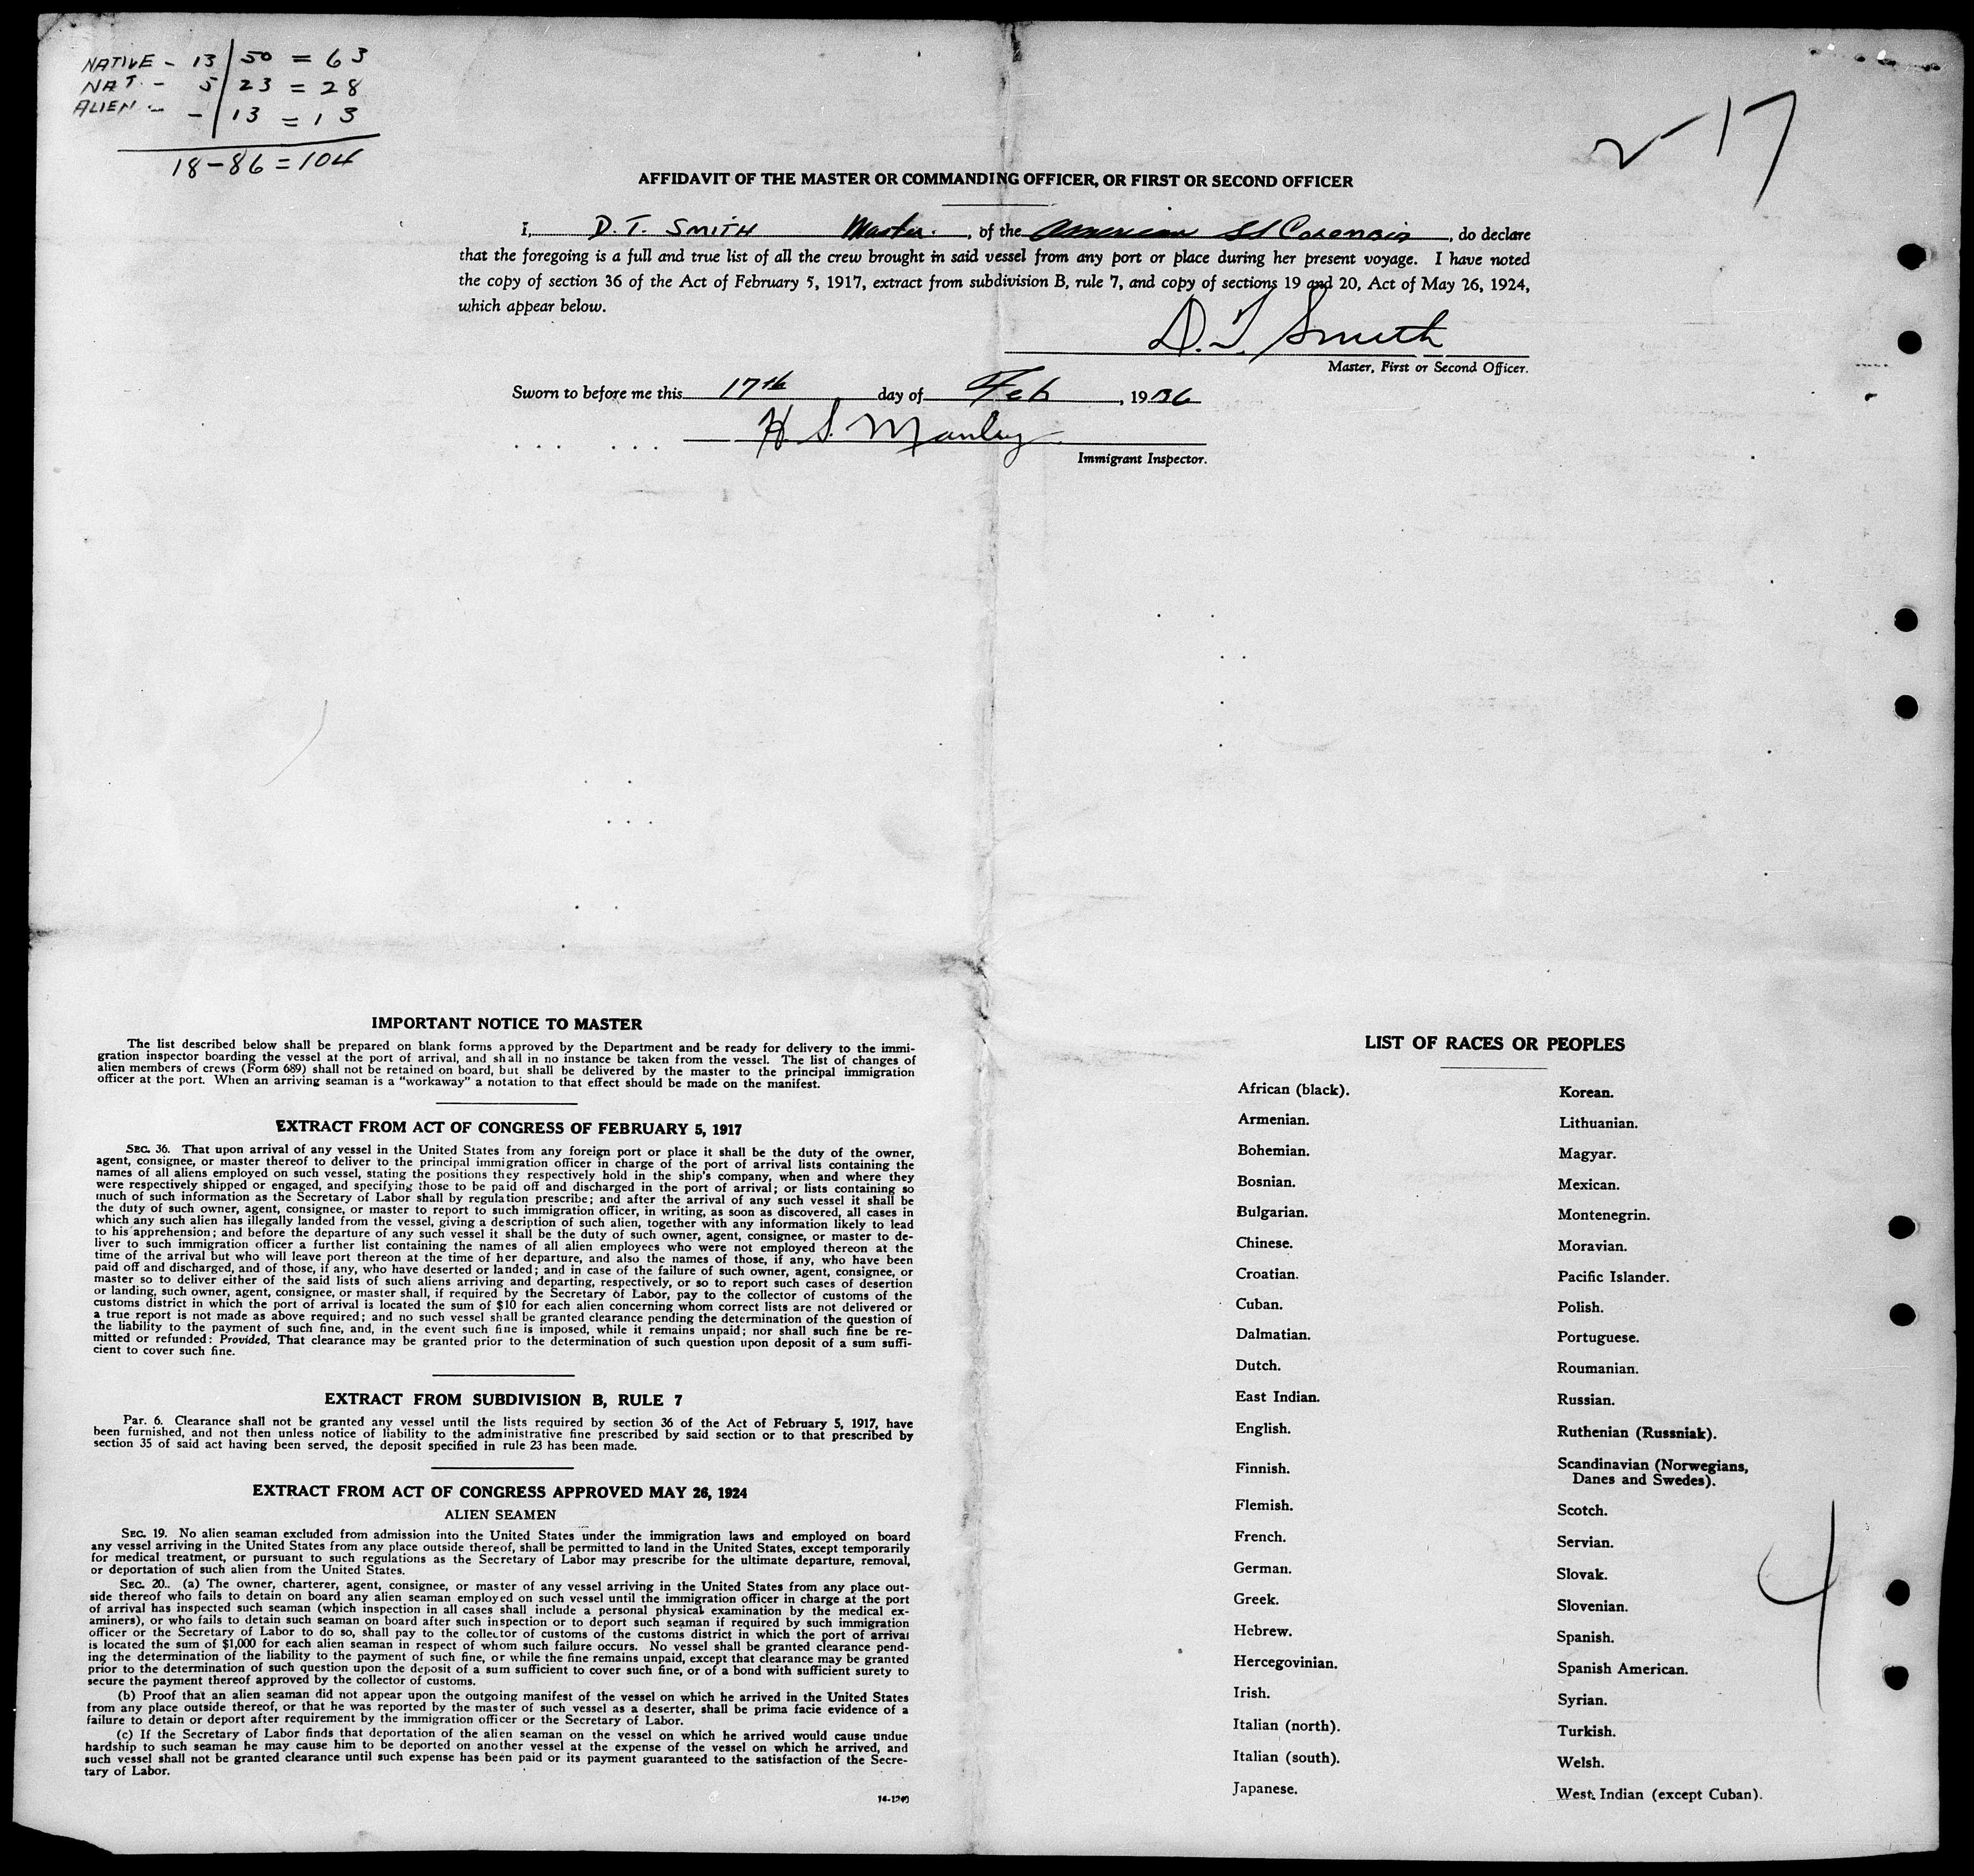 NATIVE - 13 | 50 = 63
NAT. - 5 | 23 = 28
ALIEN - - | 13 = 13
18-86=104
17
AFFIDAVIT OF THE MASTER OR COMMANDING OFFICER, OR FIRST OR SECOND OFFICER
I, D. T. SMITH Master. , of the American SS , do declare
that the foregoing is a full and true list of all the crew brought in said vessel from any port or place during her present voyage. I have noted
the copy of section 36 of the Act of February 5, 1917, extract from subdivision B, rule 7, and copy of sections 19 and 20, Act of May 26, 1924,
which appear below.
D. T. Smith
Master, First or Second Officer.
Sworn to before me this 17th day of Feb , 1936
H. S. Manley
Immigrant Inspector.
IMPORTANT NOTICE TO MASTER
The list described below shall be prepared on blank forms approved by the Department and be ready for delivery to the immi-
gration inspector boarding the vessel at the port of arrival, and shall in no instance be taken from the vessel. The list of changes of
alien members of crews (Form 689) shall not be retained on board, but shall be delivered by the master to the principal immigration
officer at the port. When an arriving seaman is a "workaway" a notation to that effect should be made on the manifest.
EXTRACT FROM ACT OF CONGRESS OF FEBRUARY 5, 1917
SEC. 36. That upon arrival of any vessel in the United States from any foreign port or place it shall be the duty of the owner,
agent, consignee, or master thereof to deliver to the principal immigration officer in charge of the port of arrival lists containing the
names of all aliens employed on such vessel, stating the positions they respectively hold in the ship's company, when and where they
were respectively shipped or engaged, and specifying those to be paid off and discharged in the port of arrival; or lists containing so
much of such information as the Secretary of Labor shall by regulation prescribe; and after the arrival of any such vessel it shall be
the duty of such owner, agent, consignee, or master to report to such immigration officer, in writing, as soon as discovered, all cases in
which any such alien has illegally landed from the vessel, giving a description of such alien, together with any information likely to lead
to his apprehension; and before the departure of any such vessel it shall be the duty of such owner, agent, consignee, or master to de-
liver to such immigration officer a further list containing the names of all alien employees who were not employed thereon at the
time of the arrival but who will leave port thereon at the time of her departure, and also the names of those, if any, who have been
paid off and discharged, and of those, if any, who have deserted or landed; and in case of the failure of such owner, agent, consignee, or
master so to deliver either of the said lists of such aliens arriving and departing, respectively, or so to report such cases of desertion
or landing, such owner, agent, consignee, or master shall, if required by the Secretary of Labor, pay to the collector of customs of the
customs district in which the port of arrival is located the sum of $10 for each alien concerning whom correct lists are not delivered or
a true report is not made as above required; and no such vessel shall be granted clearance pending the determination of the question of
the liability to the payment of such fine, and, in the event such fine is imposed, while it remains unpaid; nor shall such fine be re-
mitted or refunded: Provided, That clearance may be granted prior to the determination of such question upon deposit of a sum suffi-
cient to cover such fine.
EXTRACT FROM SUBDIVISION B, RULE 7
Par. 6. Clearance shall not be granted any vessel until the lists required by section 36 of the Act of February 5, 1917, have
been furnished, and not then unless notice of liability to the administrative fine prescribed by said section or to that prescribed by
section 35 of said act having been served, the deposit specified in rule 23 has been made.
EXTRACT FROM ACT OF CONGRESS APPROVED MAY 26, 1924
ALIEN SEAMEN
SEC. 19. No alien seaman excluded from admission into the United States under the immigration laws and employed on board
any vessel arriving in the United States from any place outside thereof, shall be permitted to land in the United States, except temporarily
for medical treatment, or pursuant to such regulations as the Secretary of Labor may prescribe for the ultimate departure, removal,
or deportation of such alien from the United States.
SEC. 20. (a) The owner, charterer, agent, consignee, or master of any vessel arriving in the United States from any place out-
side thereof who fails to detain on board any alien seaman employed on such vessel until the immigration officer in charge at the port
of arrival has inspected such seaman (which inspection in all cases shall include a personal physical examination by the medical ex-
aminers), or who fails to detain such seaman on board after such inspection or to deport such seaman if required by such immigration
officer or the Secretary of Labor to do so, shall pay to the collector of customs of the customs district in which the port of arrival
is located the sum of $1,000 for each alien seaman in respect of whom such failure occurs. No vessel shall be granted clearance pend-
ing the determination of the liability to the payment of such fine, or while the fine remains unpaid, except that clearance may be granted
prior to the determination of such question upon the deposit of a sum sufficient to cover such fine, or of a bond with sufficient surety to
secure the payment thereof approved by the collector of customs.
(b) Proof that an alien seaman did not appear upon the outgoing manifest of the vessel on which he arrived in the United States
from any place outside thereof, or that he was reported by the master of such vessel as a deserter, shall be prima facie evidence of a
failure to detain or deport after requirement by the immigration officer or the Secretary of Labor.
(c) If the Secretary of Labor finds that deportation of the alien seaman on the vessel on which he arrived would cause undue
hardship to such seaman he may cause him to be deported on another vessel at the expense of the vessel on which he arrived, and
such vessel shall not be granted clearance until such expense has been paid or its payment guaranteed to the satisfaction of the Secre-
tary of Labor.
LIST OF RACES OR PEOPLES
African (black).
Armenian.
Bohemian.
Bosnian.
Bulgarian.
Chinese.
Croatian.
Cuban.
Dalmatian.
Dutch.
East Indian.
English.
Finnish.
Flemish.
French.
German.
Greek.
Hebrew.
Hercegovinian.
Irish.
Italian (north).
Italian (south).
Japanese.
Korean.
Lithuanian.
Magyar.
Mexican.
Montenegrin.
Moravian.
Pacific Islander.
Polish.
Portuguese.
Roumanian.
Russian.
Ruthenian (Russniak).
Scandinavian (Norwegians,
Danes and Swedes).
Scotch.
Servian.
Slovak.
Slovenian.
Spanish.
Spanish American.
Syrian.
Turkish.
Welsh.
West Indian (except Cuban).
4